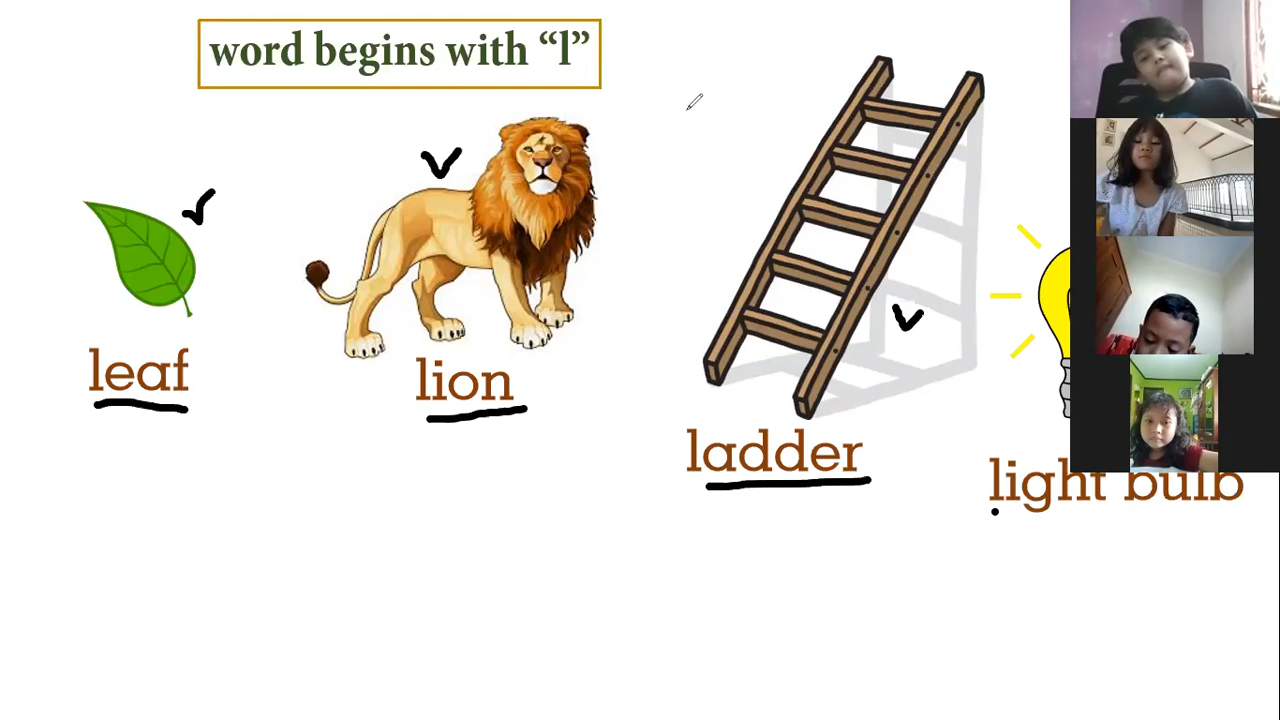 word begins with “l”
leaf
lion
ladder
light bulb